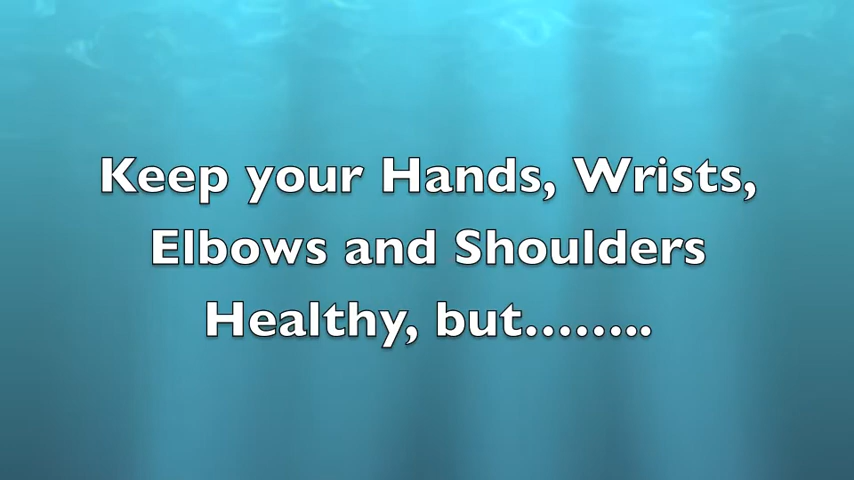 Keep your Hands, Wrists,
Elbows and Shoulders
Healthy, but........